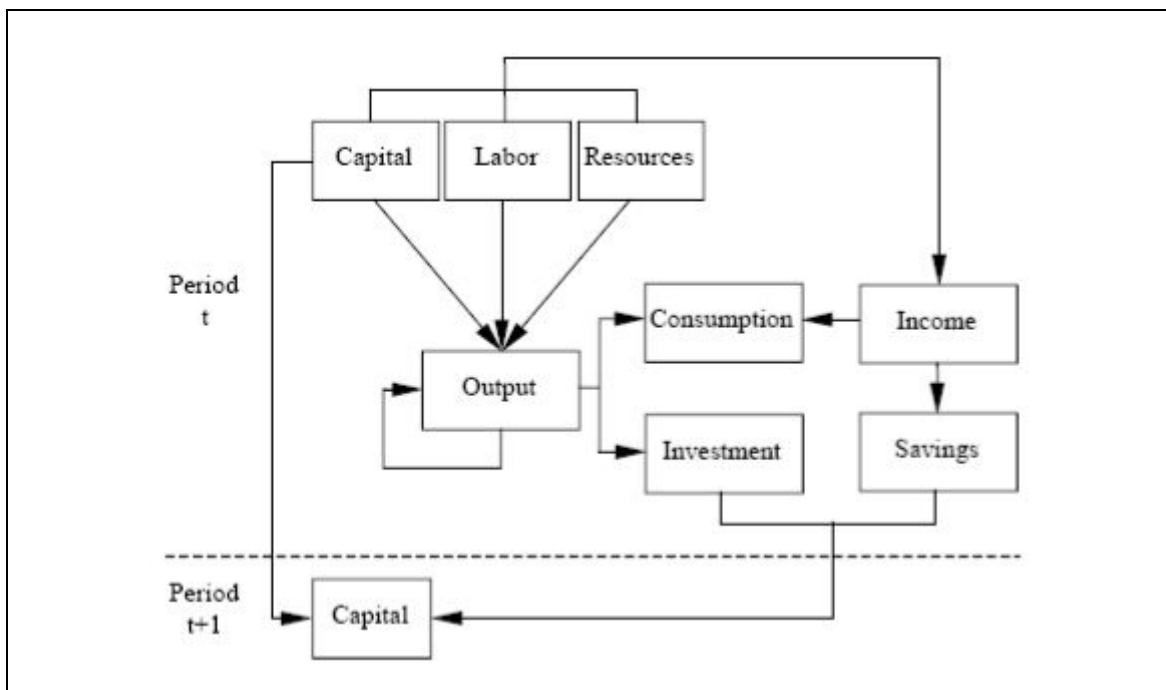 Capital
Labor
Resources
Period
t
Consumption
Income
Output
Investment
Savings
Period
t+1
Capital